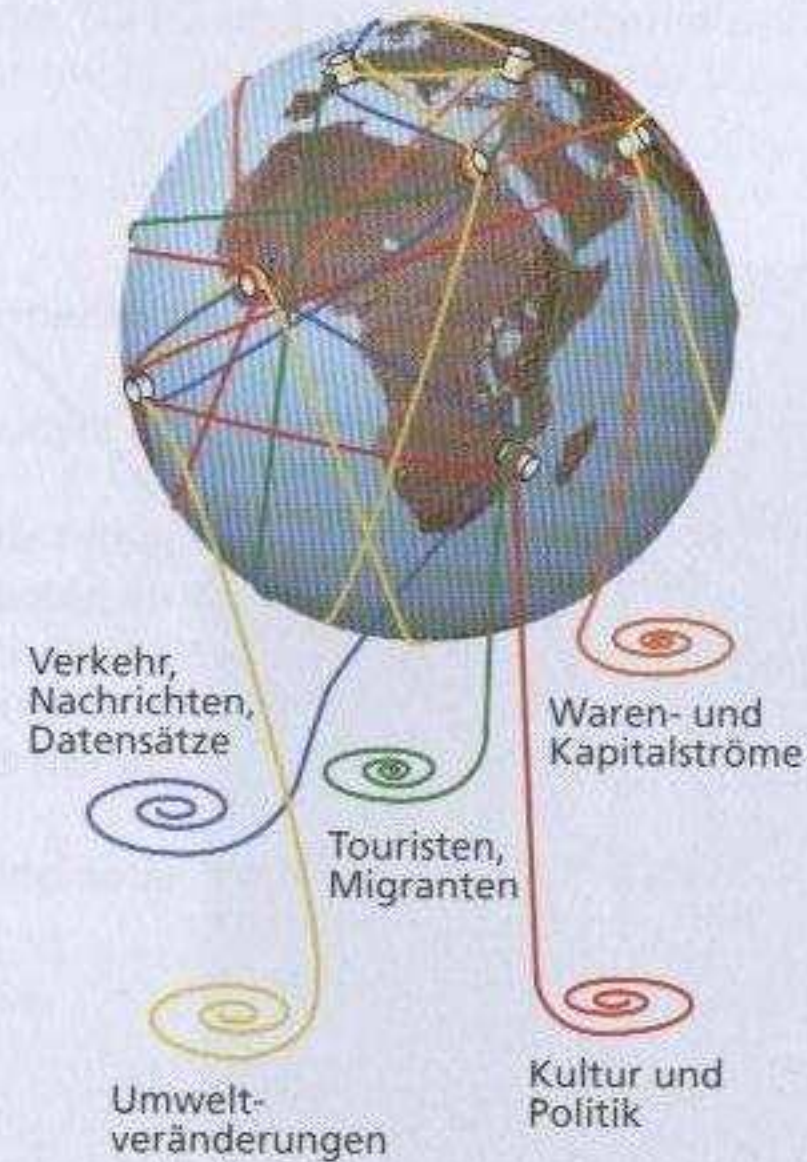 Verkehr,
Nachrichten,
Datensätze
Waren- und
Kapitalströme
Touristen,
Migranten
Umwelt-
veränderungen
Kultur und
Politik